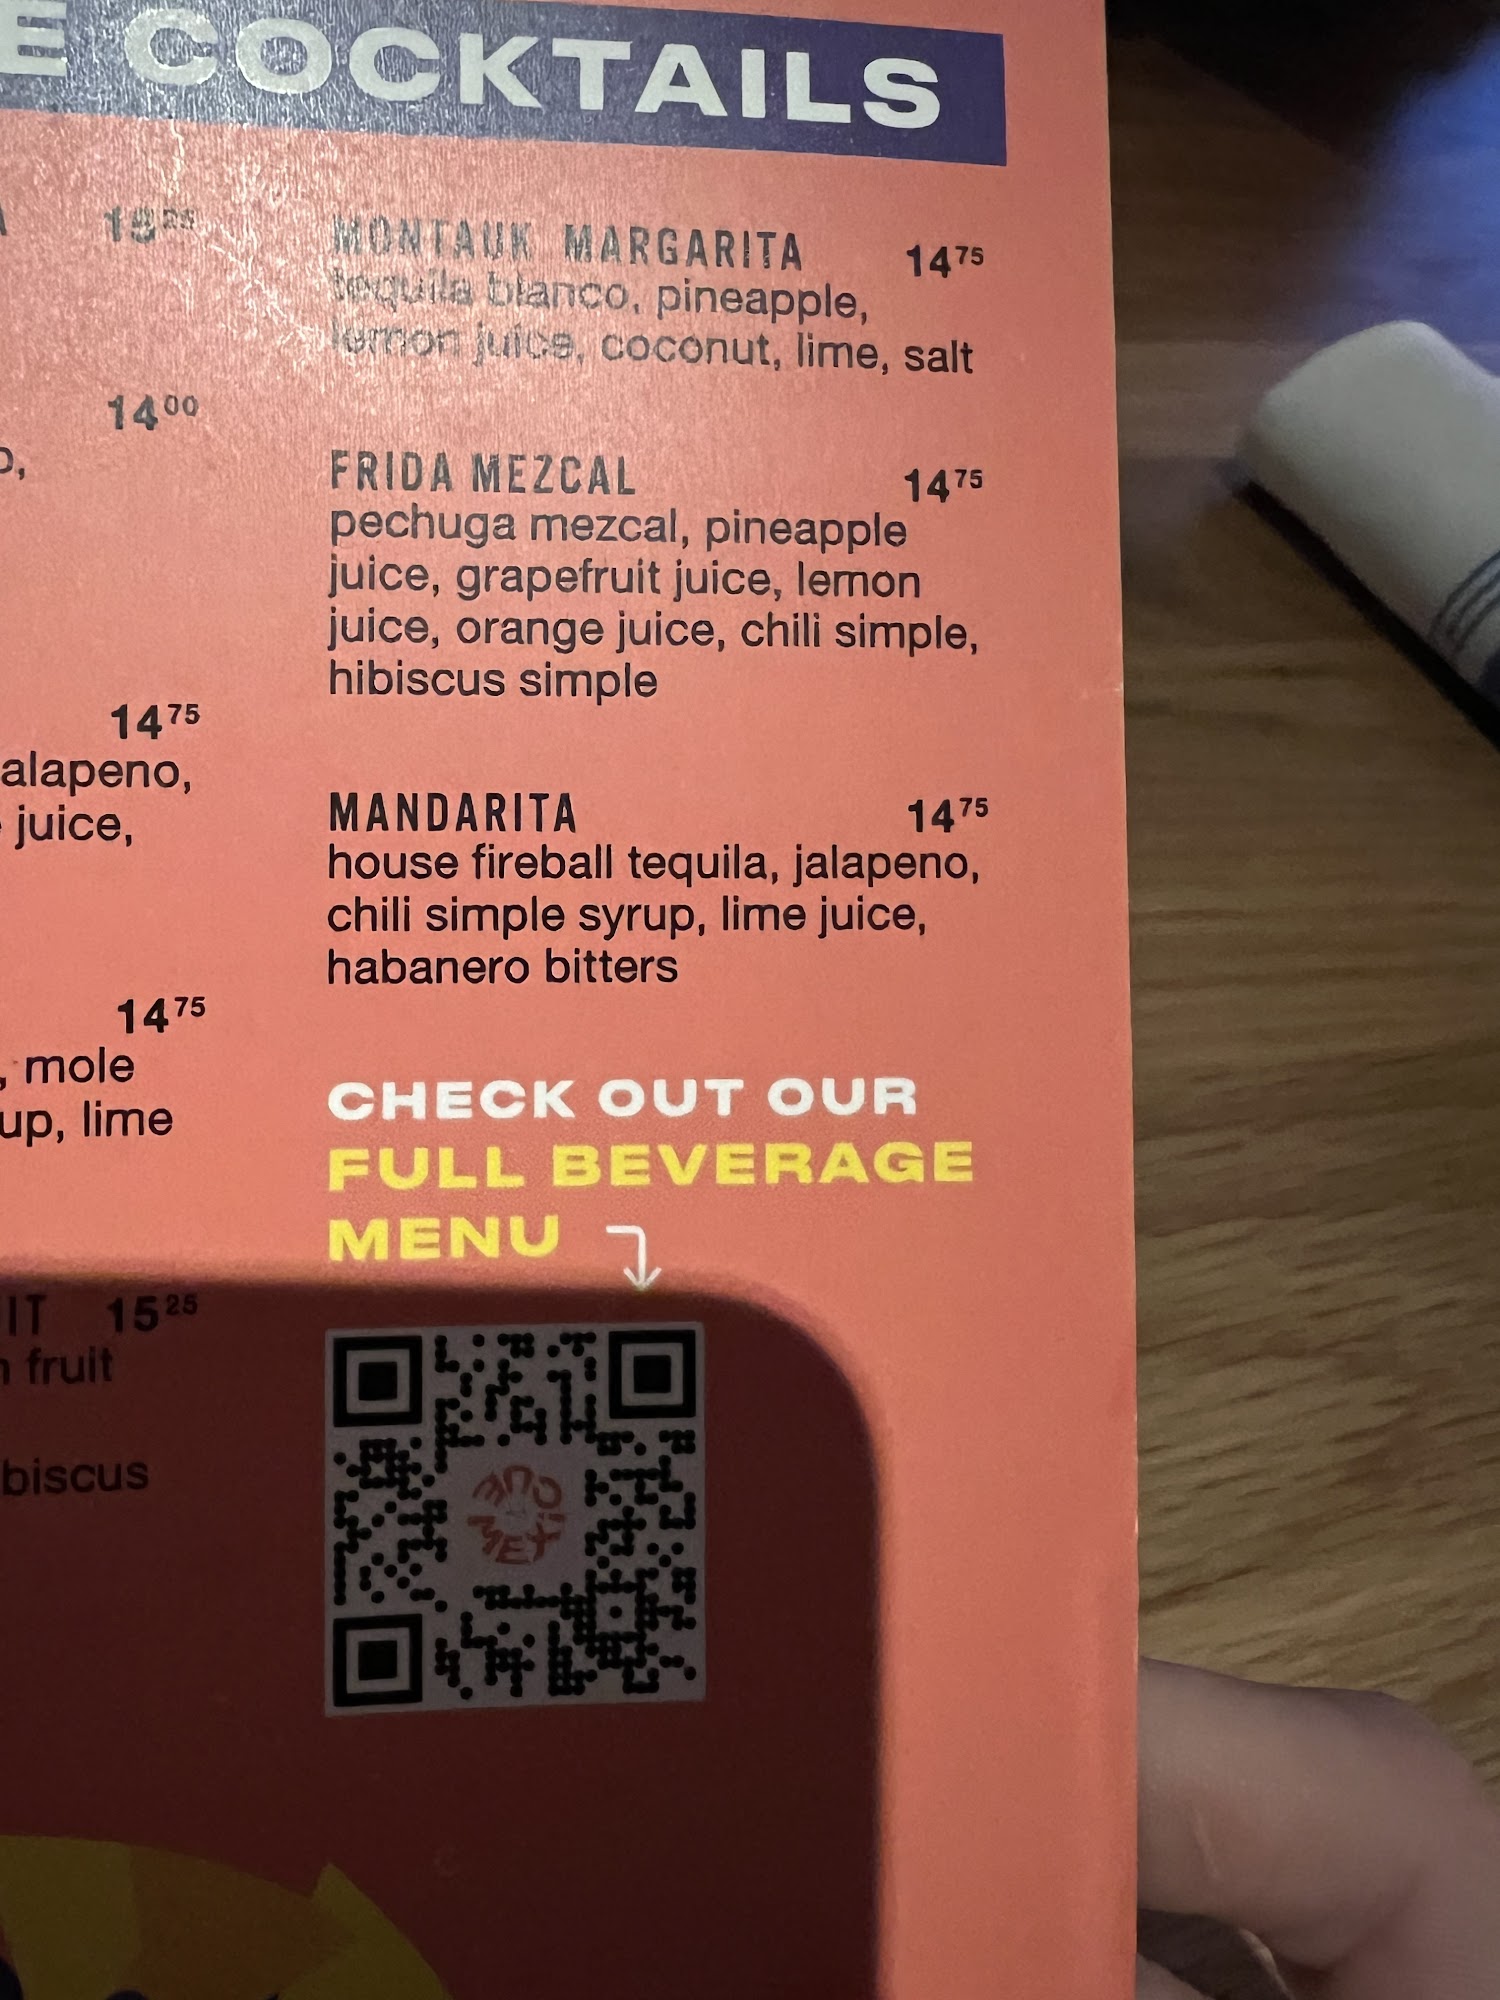 E COCKTAILS
14⁰⁰
14⁷⁵
alapeno,
juice,
14⁷⁵
, mole
up, lime
IT 15²⁵
fruit
biscus
MONTAUK MARGARITA 14⁷⁵
tequila blanco, pineapple,
lemon juice, coconut, lime, salt
FRIDA MEZCAL 14⁷⁵
pechuga mezcal, pineapple
juice, grapefruit juice, lemon
juice, orange juice, chili simple,
hibiscus simple
MANDARITA 14⁷⁵
house fireball tequila, jalapeno,
chili simple syrup, lime juice,
habanero bitters
CHECK OUT OUR
FULL BEVERAGE
MENU